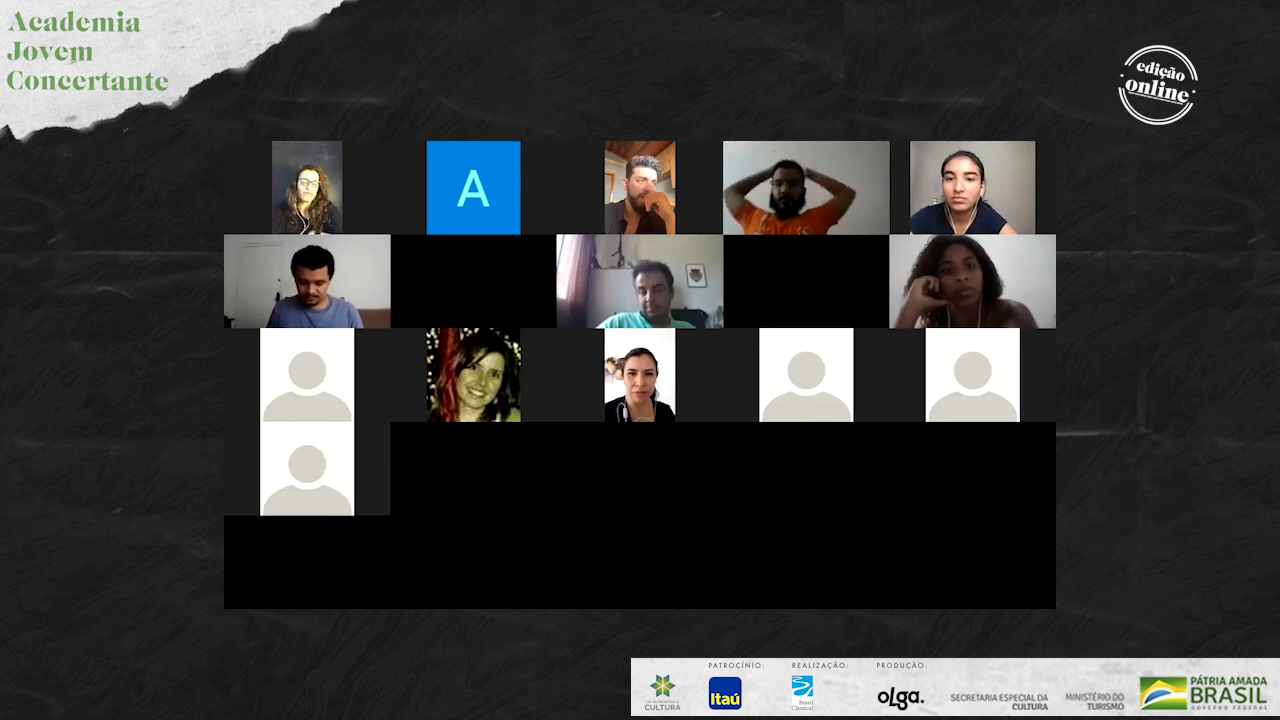 Academia
Jovem
Concertante
edição
online
A
PATROCÍNIO:
REALIZAÇÃO:
PRODUÇÃO:
CULTURA
Itaú
Brasil
Classical
olga.
SECRETARIA ESPECIAL DA
CULTURA
MINISTÉRIO DO
TURISMO
PÁTRIA AMADA
BRASIL
GOVERNO FEDERAL